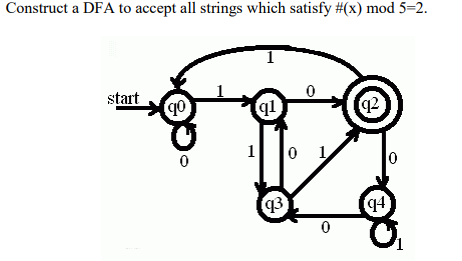 Construct a DFA to accept all strings which satisfy #(x) mod 5=2.
1
start 1 0
q0 q1 q2
0 1 0 1 0
q3 q4
0 1